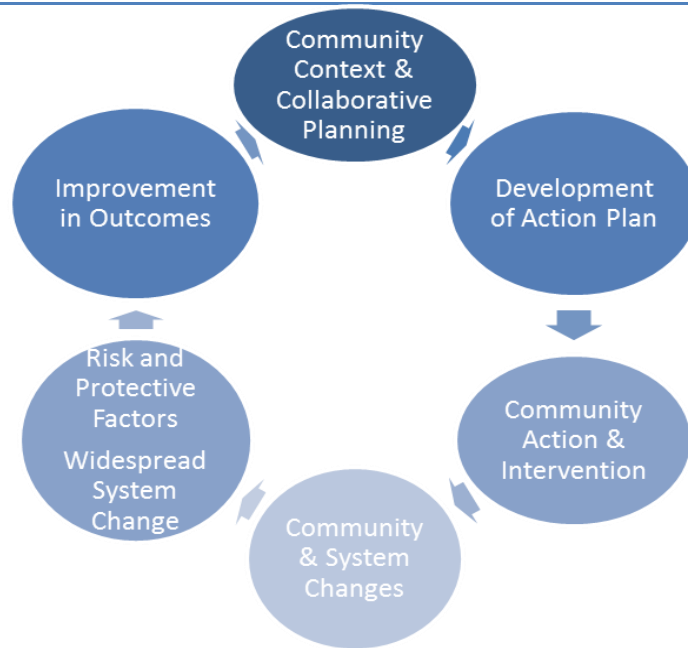 Community
Context &
Collaborative
Planning
Development
of Action Plan
Community
Action &
Intervention
Community
& System
Changes
Risk and
Protective
Factors
Widespread
System
Change
Improvement
in Outcomes